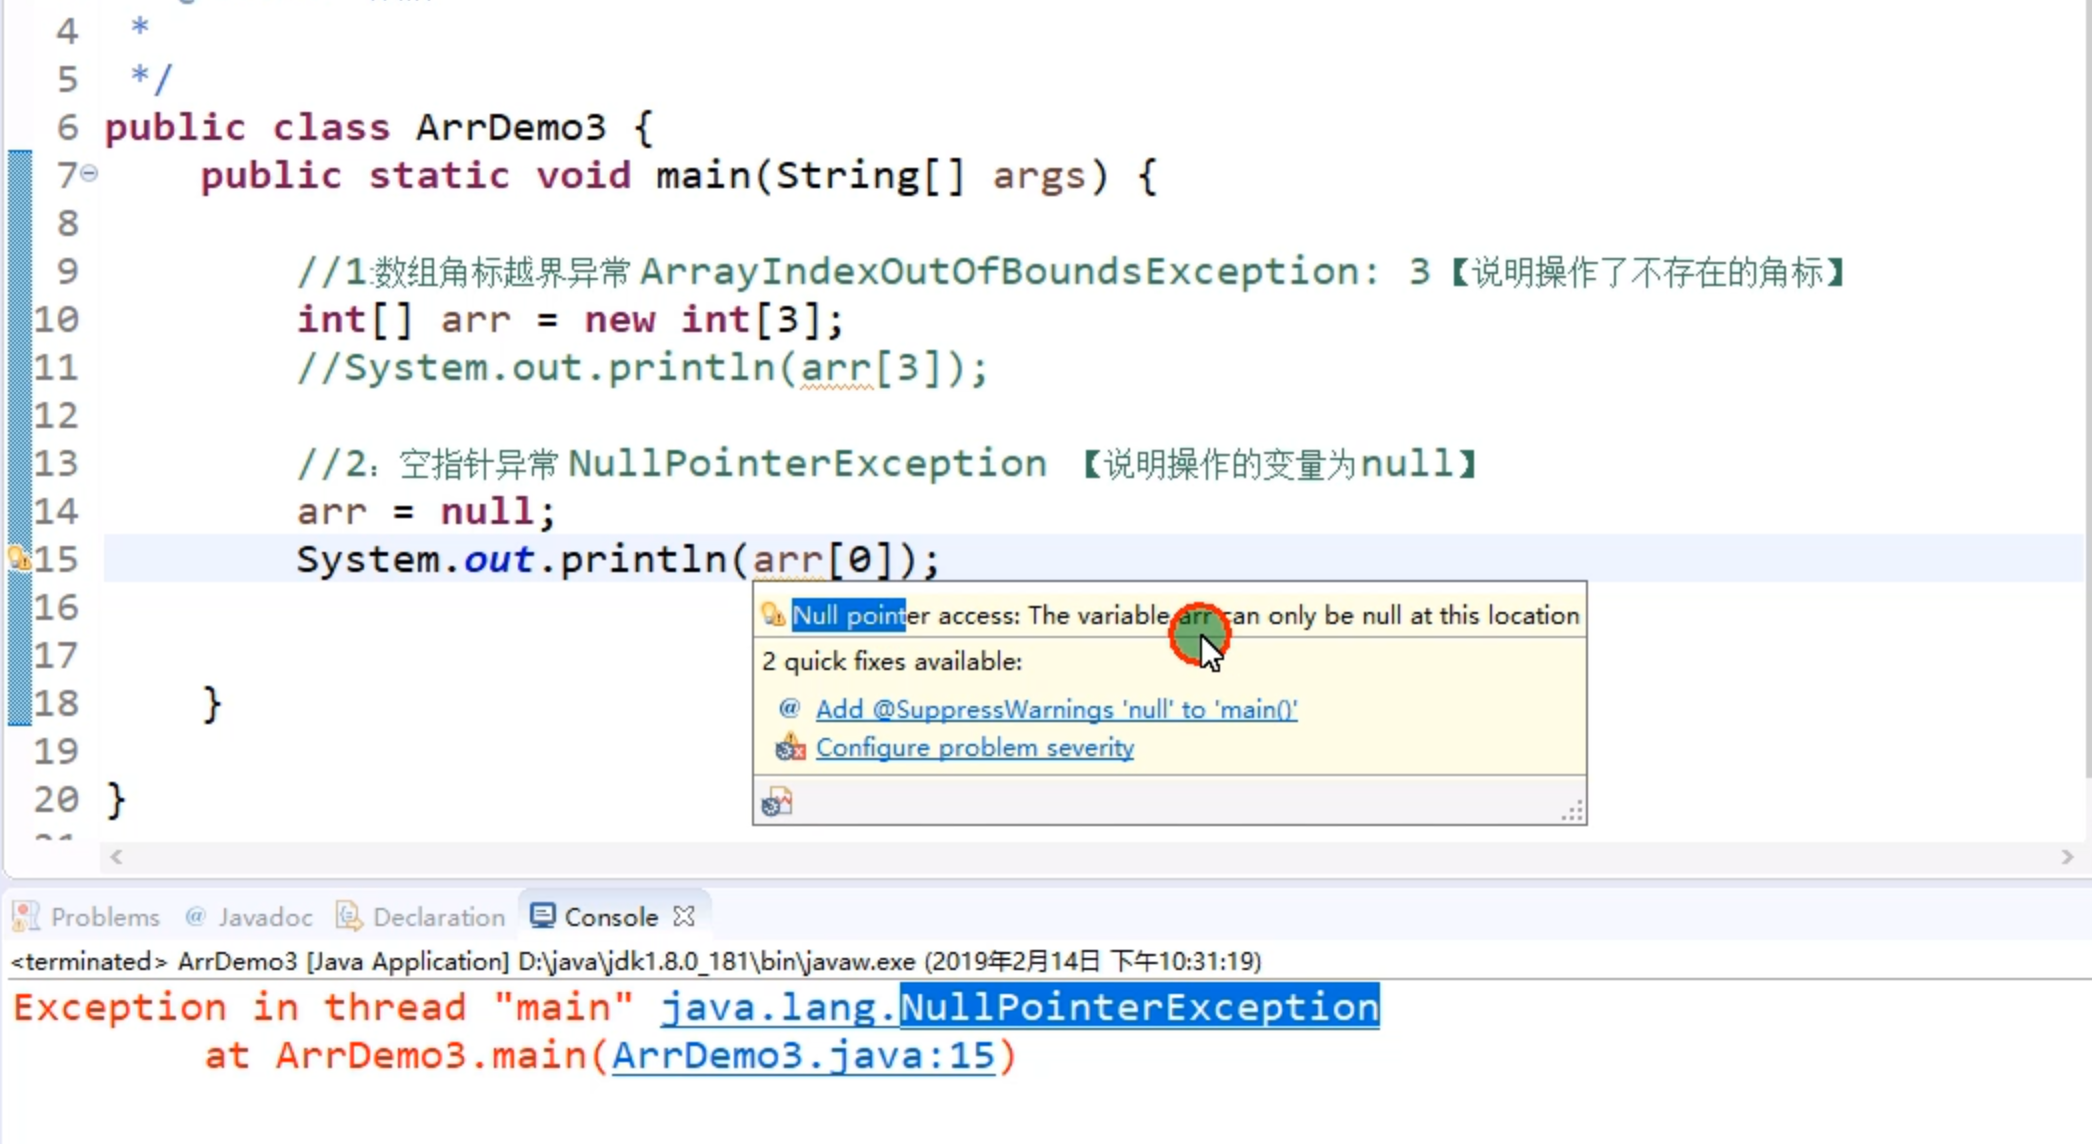 4 *
5 */
6 public class ArrDemo3 {
7 public static void main(String[] args) {
8
9 //1:数组角标越界异常 ArrayIndexOutOfBoundsException: 3【说明操作了不存在的角标】
10 int[] arr = new int[3];
11 //System.out.println(arr[3]);
12
13 //2：空指针异常 NullPointerException 【说明操作的变量为null】
14 arr = null;
15 System.out.println(arr[0]);
16
Null pointer access: The variable arr can only be null at this location
17
2 quick fixes available:
18 }
@ Add @SuppressWarnings 'null' to 'main()'
19
Configure problem severity
20 }
Problems @ Javadoc Declaration Console
<terminated> ArrDemo3 [Java Application] D:\java\jdk1.8.0_181\bin\javaw.exe (2019年2月14日 下午10:31:19)
Exception in thread "main" java.lang.NullPointerException
at ArrDemo3.main(ArrDemo3.java:15)